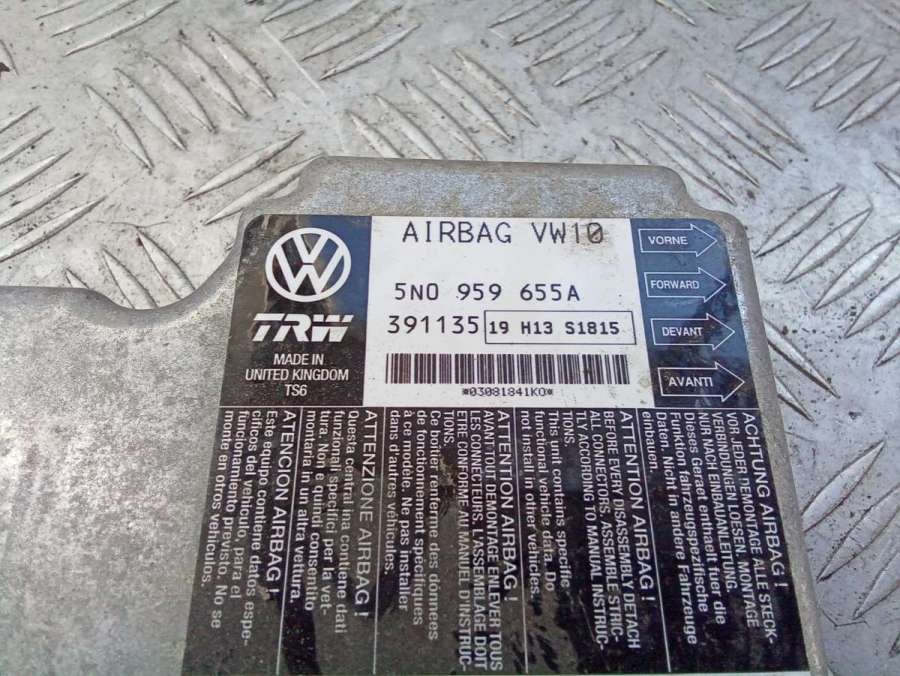 AIRBAG VW10
VORNE
FORWARD
DEVANT
AVANTI
5N0 959 655A
391135 19 H13 S1815
*03081841KO*
VW
TRW
MADE IN
UNITED KINGDOM
TS6
ACHTUNG AIRBAG !
VOR JEDER DEMONTAGE ALLE STECK-
VERBINDUNGEN LOESEN. MONTAGE
NUR NACH EINBAUANLEITUNG.
Dieses Geraet enthaelt fuer die
Funktion fahrzeugspezifische
Daten. Nicht in andere Fahrzeuge
einbauen.
ATTENTION AIRBAG !
BEFORE EVERY DISASSEMBLY DETACH
ALL CONNECTORS. ASSEMBLE STRIC-
TLY ACCORDING TO MANUAL INSTRUC-
TIONS.
This unit contains specific
functional vehicle data. Do
not install in other vehicles.
ATTENTION AIRBAG !
AVANT DEMONTAGE ENLEVER TOUS
LES CONECTEURS. L'ASSEMBLAGE DOIT
ETRE CONFORME AU MANUEL D'INSTRUC-
TIONS.
Ce boitier renferme des données
de fonctionnement spécifiques
à ce modèle. Ne pas installer
dans d'autres véhicules.
ATTENZIONE AIRBAG !
Questa centralina contiene dati
funzionali specifici per la vet-
tura. Non e quindi consentito
montaria in un altra vettura.
ATENCION AIRBAG !
Este equipo contiene datos espe-
cificos del vehiculo, para el
funcionamiento previsto. No se
monte en otros vehiculos.